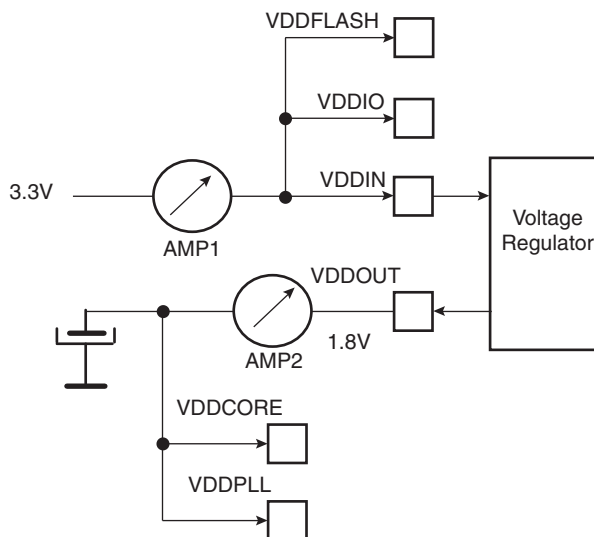 VDDFLASH
VDDIO
VDDIN
3.3V
AMP1
Voltage
Regulator
VDDOUT
1.8V
AMP2
VDDCORE
VDDPLL